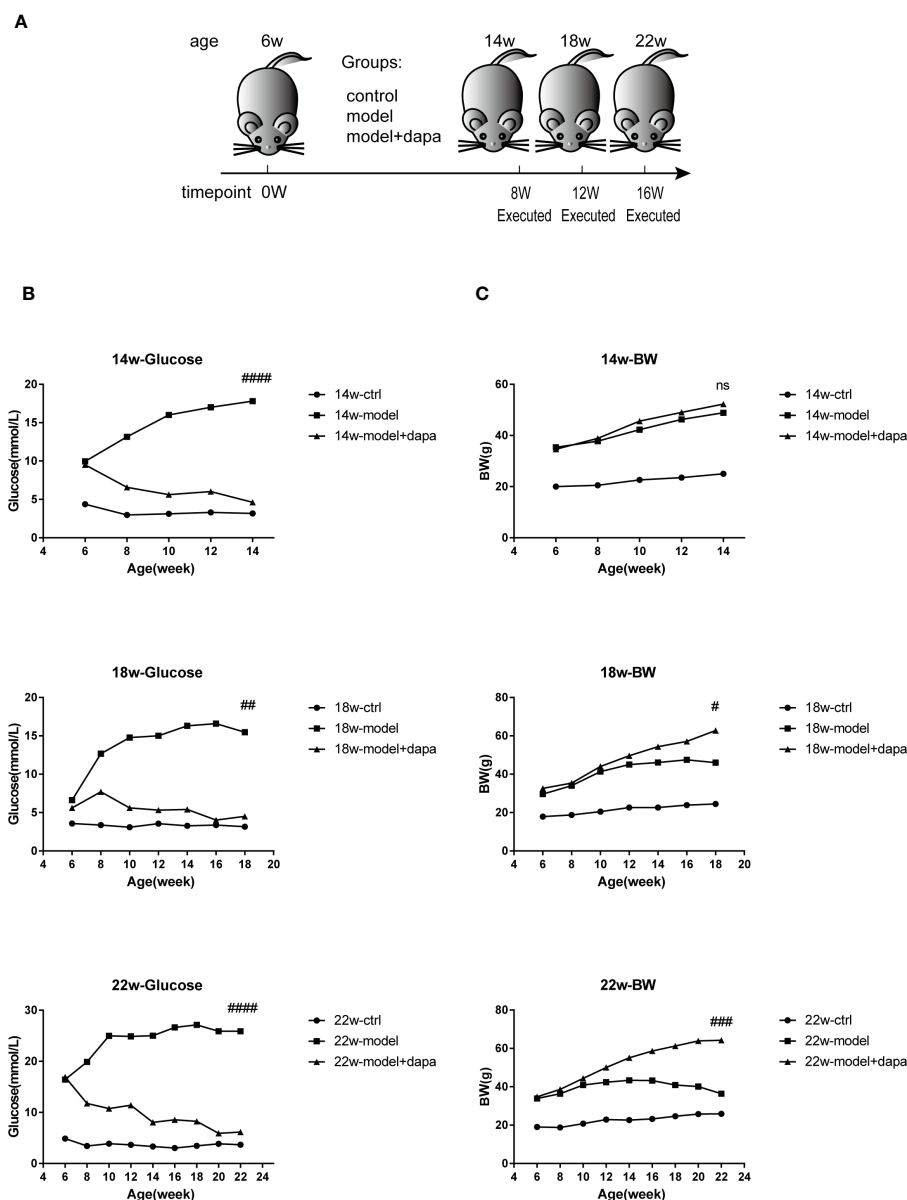 A
age 6w 14w 18w 22w
Groups:
control
model
model+dapa
timepoint 0W 8W 12W 16W
Executed Executed Executed
B
C
14w-Glucose
####
Glucose(mmol/L)
20
15
10
5
0
4 6 8 10 12 14
Age(week)
14w-ctrl
14w-model
14w-model+dapa
14w-BW
ns
BW(g)
60
40
20
0
4 6 8 10 12 14
Age(week)
14w-ctrl
14w-model
14w-model+dapa
18w-Glucose
##
Glucose(mmol/L)
20
15
10
5
0
4 6 8 10 12 14 16 18 20
Age(week)
18w-ctrl
18w-model
18w-model+dapa
18w-BW
#
BW(g)
80
60
40
20
0
4 6 8 10 12 14 16 18 20
Age(week)
18w-ctrl
18w-model
18w-model+dapa
22w-Glucose
####
Glucose(mmol/L)
30
20
10
0
4 6 8 10 12 14 16 18 20 22 24
Age(week)
22w-ctrl
22w-model
22w-model+dapa
22w-BW
###
BW(g)
80
60
40
20
0
4 6 8 10 12 14 16 18 20 22 24
Age(week)
22w-ctrl
22w-model
22w-model+dapa